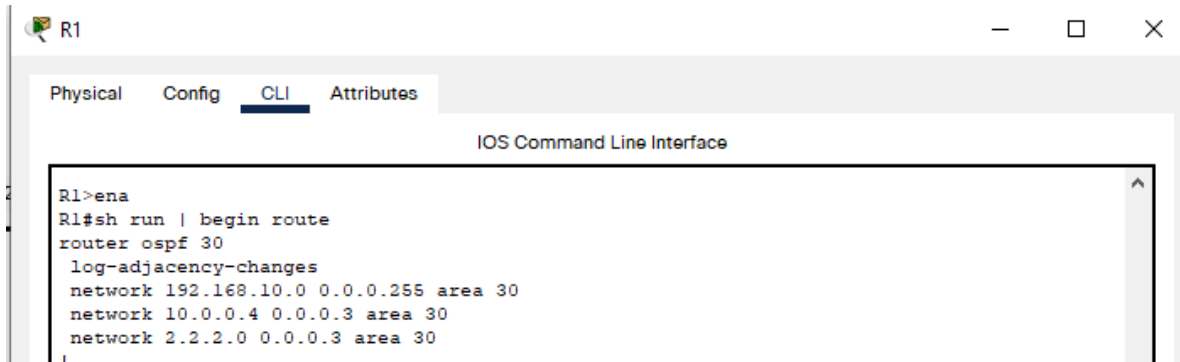 R1
Physical Config CLI Attributes
IOS Command Line Interface
R1>ena
R1#sh run | begin route
router ospf 30
log-adjacency-changes
network 192.168.10.0 0.0.0.255 area 30
network 10.0.0.4 0.0.0.3 area 30
network 2.2.2.0 0.0.0.3 area 30